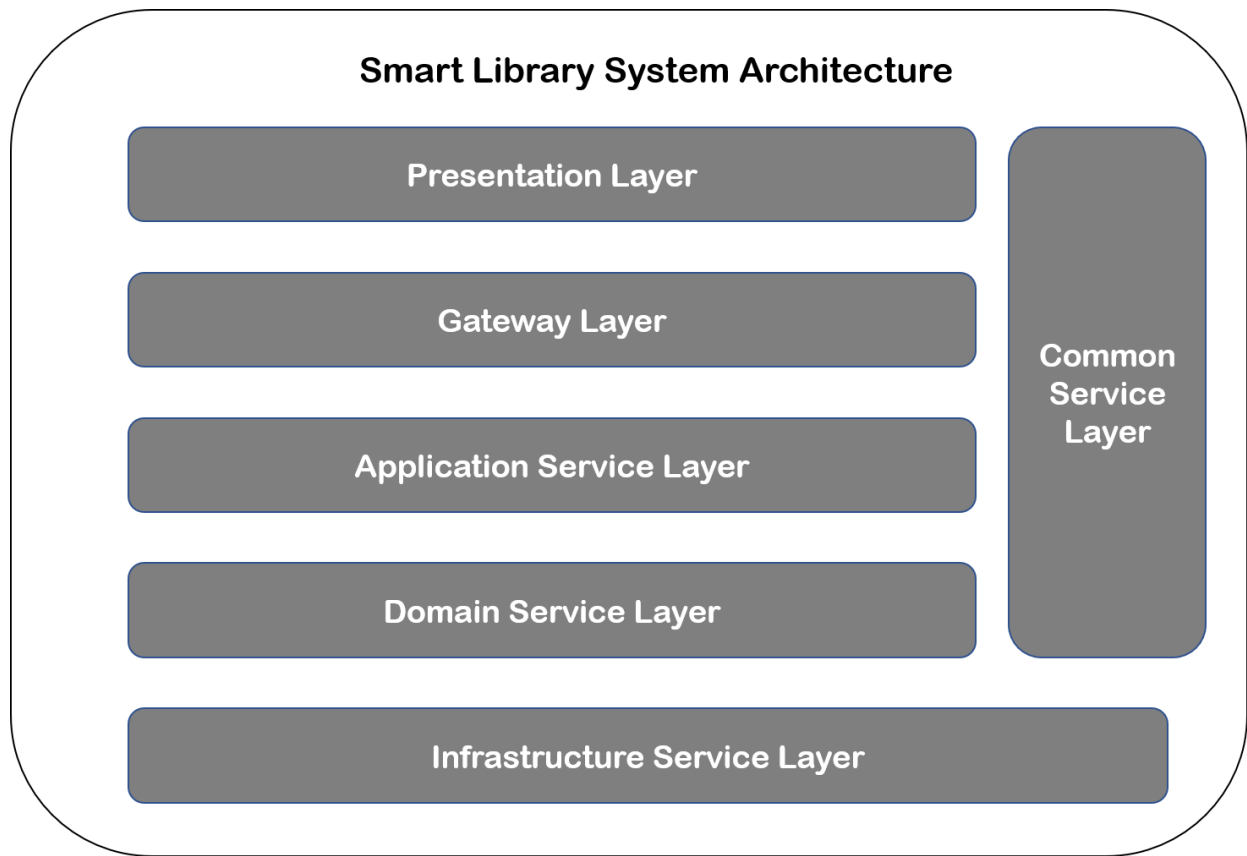 Smart Library System Architecture
Presentation Layer
Gateway Layer
Application Service Layer
Domain Service Layer
Common
Service
Layer
Infrastructure Service Layer